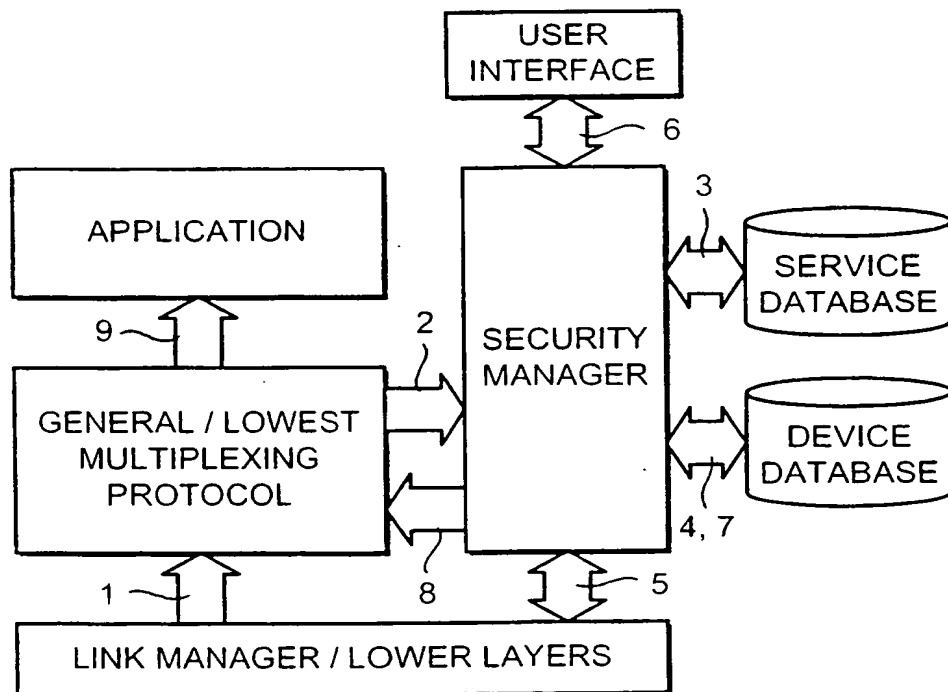 USER
INTERFACE
6
APPLICATION
3
SERVICE
DATABASE
9
2
SECURITY
MANAGER
GENERAL / LOWEST
MULTIPLEXING
PROTOCOL
DEVICE
DATABASE
4, 7
8
1
5
LINK MANAGER / LOWER LAYERS